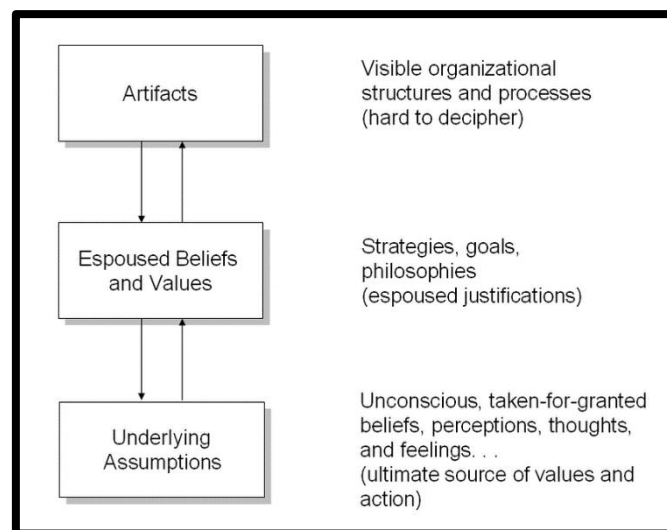 Artifacts
Visible organizational
structures and processes
(hard to decipher)
Espoused Beliefs
and Values
Strategies, goals,
philosophies
(espoused justifications)
Underlying
Assumptions
Unconscious, taken-for-granted
beliefs, perceptions, thoughts,
and feelings. . .
(ultimate source of values and
action)